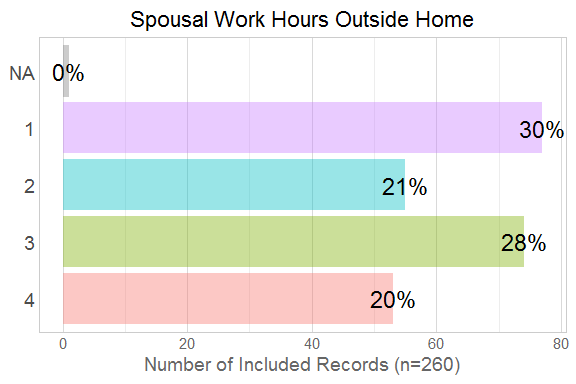 Spousal Work Hours Outside Home
NA 0%
1 30%
2 21%
3 28%
4 20%
0 20 40 60 80
Number of Included Records (n=260)